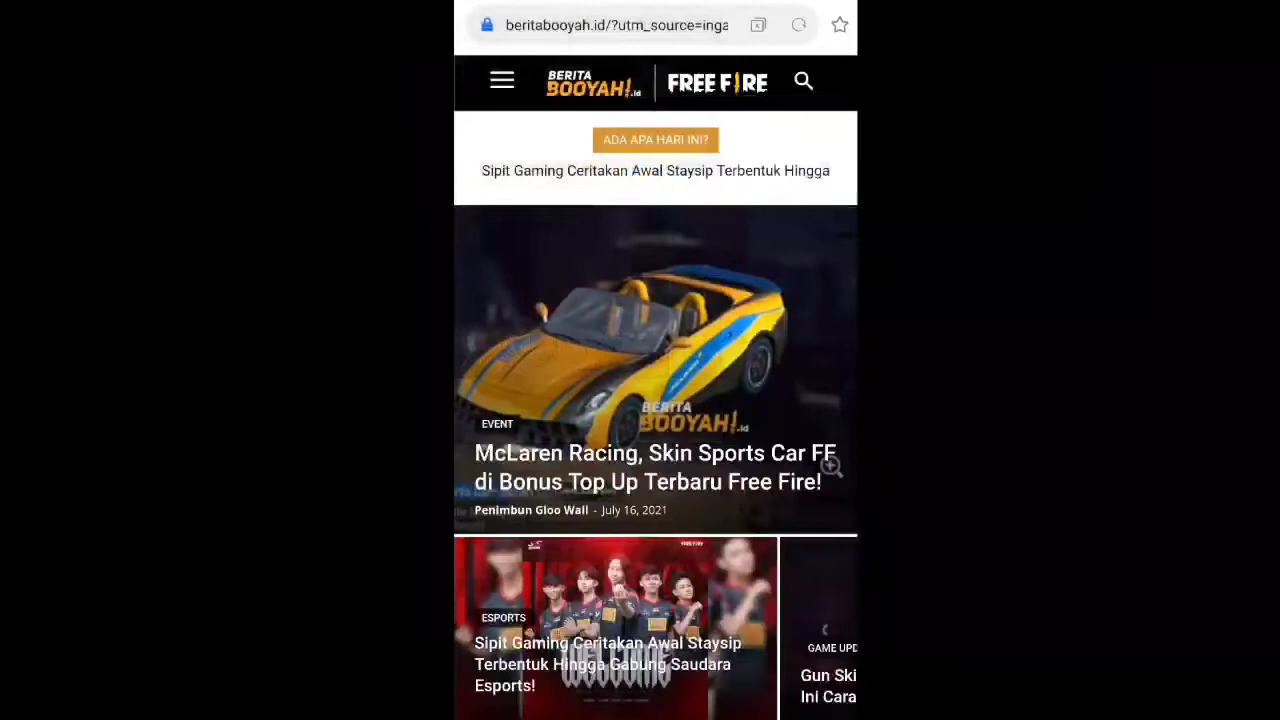 beritabooyah.id/?utm_source=inga
BERITA
BOOYAH!.id
FREE FIRE
ADA APA HARI INI?
Sipit Gaming Ceritakan Awal Staysip Terbentuk Hingga
BERITA
BOOYAH!.id
EVENT
McLaren Racing, Skin Sports Car FF
di Bonus Top Up Terbaru Free Fire!
Penimbun Gloo Wall - July 16, 2021
FREE FIRE
ESPORTS
Sipit Gaming Ceritakan Awal Staysip
Terbentuk Hingga Gabung Saudara
Esports!
WELCOME
GAME UPD
Gun Ski
Ini Cara